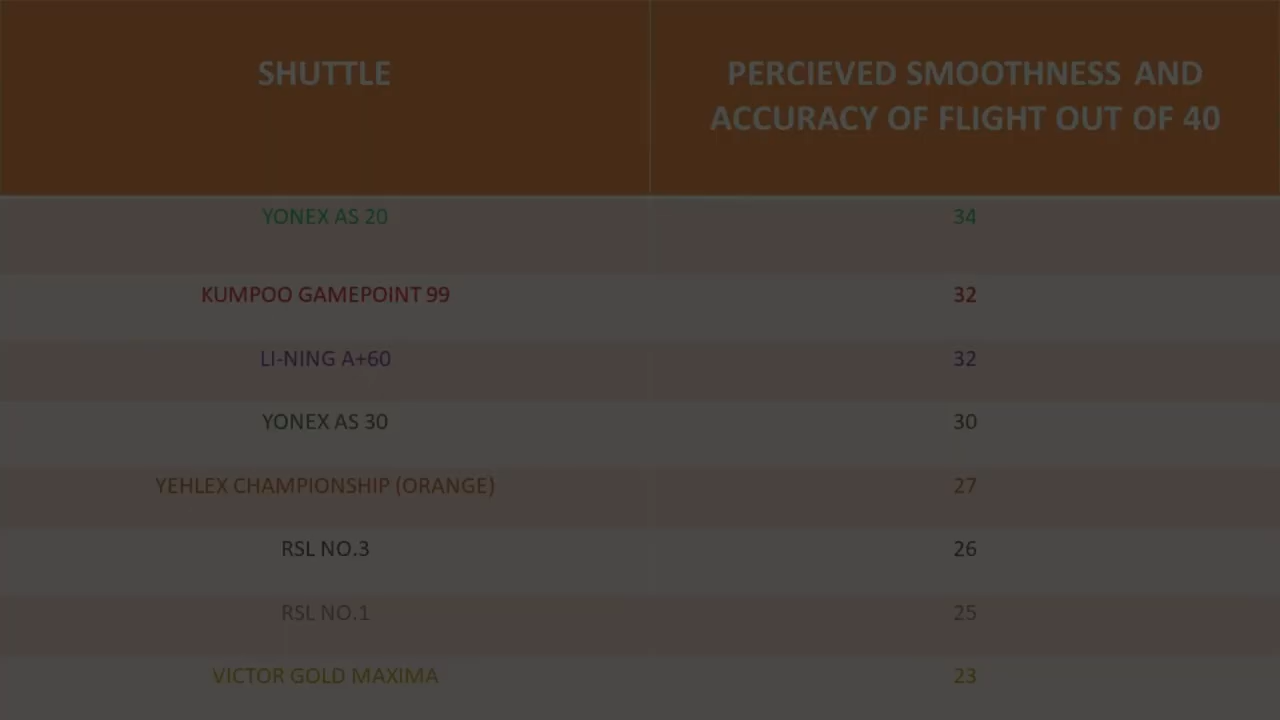 SHUTTLE
PERCIEVED SMOOTHNESS AND
ACCURACY OF FLIGHT OUT OF 40
YONEX AS 20 34
KUMPOO GAMEPOINT 99 32
LI-NING A+60 32
YONEX AS 30 30
YEHLEX CHAMPIONSHIP (ORANGE) 27
RSL NO.3 26
RSL NO.1 25
VICTOR GOLD MAXIMA 23